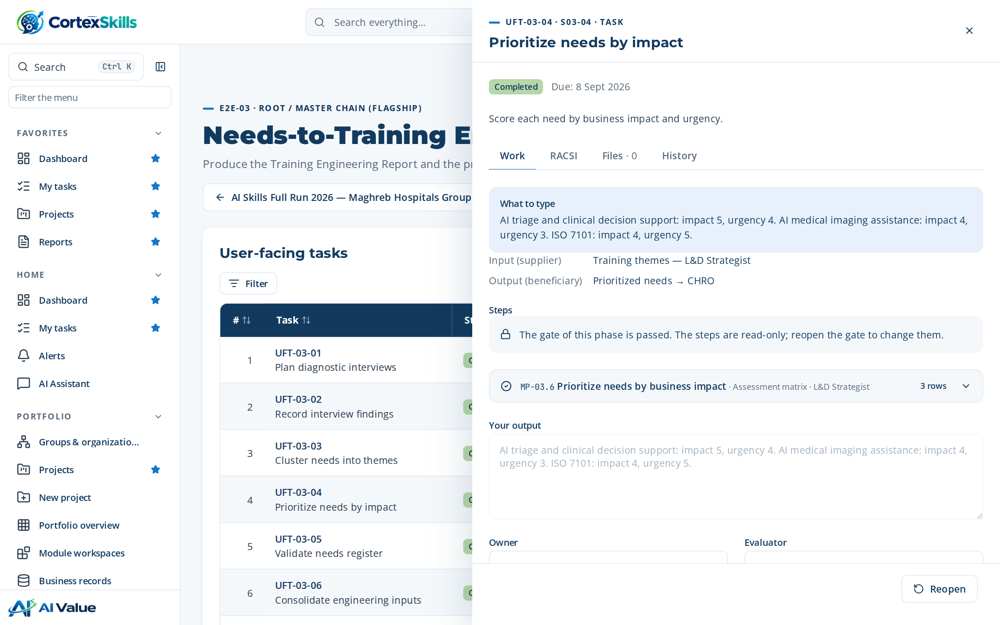 CortexSkills
Search everything...
Search
Ctrl K
Filter the menu
FAVORITES
Dashboard
My tasks
Projects
Reports
HOME
Dashboard
My tasks
Alerts
AI Assistant
PORTFOLIO
Groups & organizatio...
Projects
New project
Portfolio overview
Module workspaces
Business records
AI Value
E2E-03 · ROOT / MASTER CHAIN (FLAGSHIP)
Needs-to-Training
Produce the Training Engineering Report and the
AI Skills Full Run 2026 — Maghreb Hospitals Group
User-facing tasks
Filter
# Task
1
UFT-03-01
Plan diagnostic interviews
2
UFT-03-02
Record interview findings
3
UFT-03-03
Cluster needs into themes
4
UFT-03-04
Prioritize needs by impact
5
UFT-03-05
Validate needs register
6
UFT-03-06
Consolidate engineering inputs
UFT-03-04 · S03-04 · TASK
Prioritize needs by impact
Completed
Due: 8 Sept 2026
Score each need by business impact and urgency.
Work
RACSI
Files · 0
History
What to type
AI triage and clinical decision support: impact 5, urgency 4. AI medical imaging assistance: impact 4,
urgency 3. ISO 7101: impact 4, urgency 5.
Input (supplier) Training themes — L&D Strategist
Output (beneficiary) Prioritized needs → CHRO
Steps
The gate of this phase is passed. The steps are read-only; reopen the gate to change them.
MP-03.6 Prioritize needs by business impact · Assessment matrix · L&D Strategist
3 rows
Your output
AI triage and clinical decision support: impact 5, urgency 4. AI medical imaging assistance: impact 4,
urgency 3. ISO 7101: impact 4, urgency 5.
Owner
Evaluator
Reopen